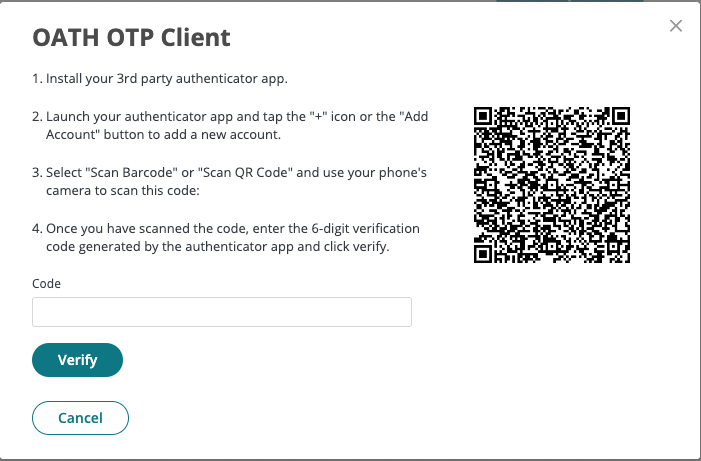 OATH OTP Client
1. Install your 3rd party authenticator app.
2. Launch your authenticator app and tap the "+" icon or the "Add
Account" button to add a new account.
3. Select "Scan Barcode" or "Scan QR Code" and use your phone's
camera to scan this code:
4. Once you have scanned the code, enter the 6-digit verification
code generated by the authenticator app and click verify.
Code
Verify
Cancel